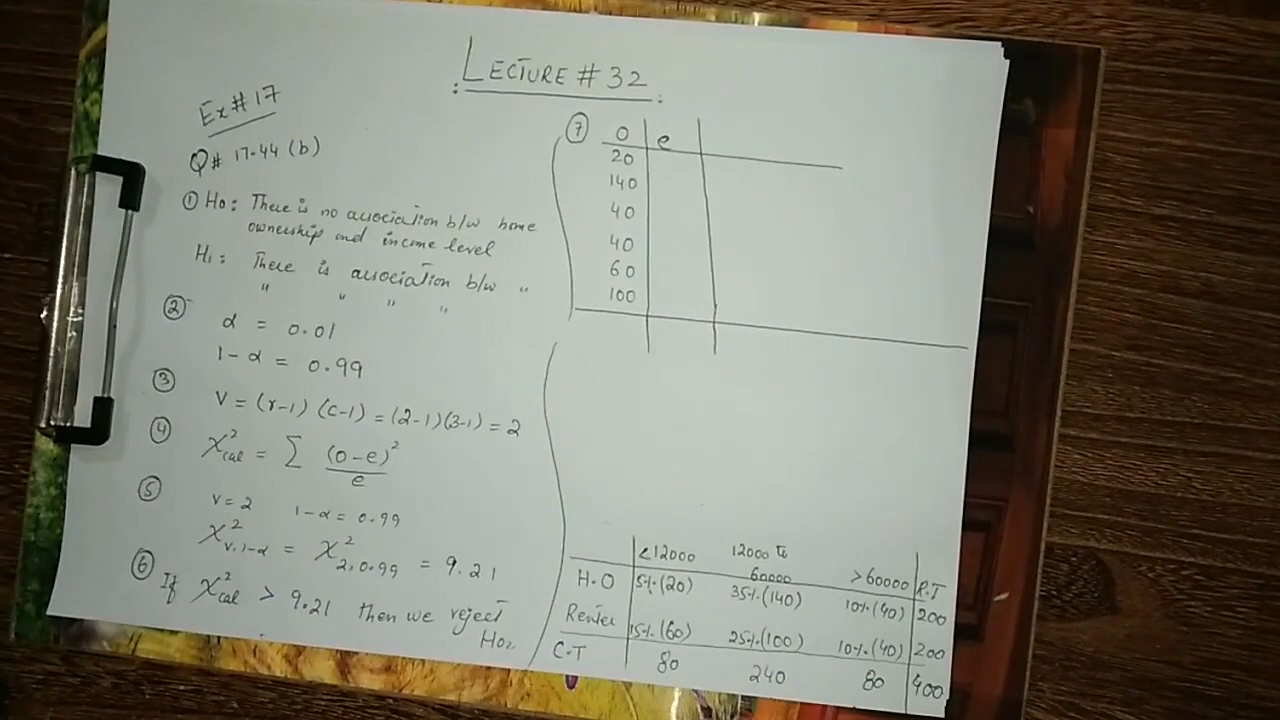 LECTURE # 32
Ex # 17
Q# 17.44 (b)
① H0: There is no association b/w home
ownership and income level
H1: There is association b/w "
" " " "
②
α = 0.01
1-α = 0.99
③
v = (r-1) (c-1) = (2-1)(3-1) = 2
④
χ²cal = Σ (o-e)²/e
⑤
v = 2 1-α = 0.99
χ²v,1-α = χ²2,0.99 = 9.21
⑥
If χ²cal > 9.21 then we reject
H0
⑦ O e
20
140
40
40
60
100
<12000 12000 to 60000 >60000 R.T
H.O 5%(20) 35%(140) 10%(40) 200
Renter 15%(60) 25%(100) 10%(40) 200
C.T 80 240 80 400